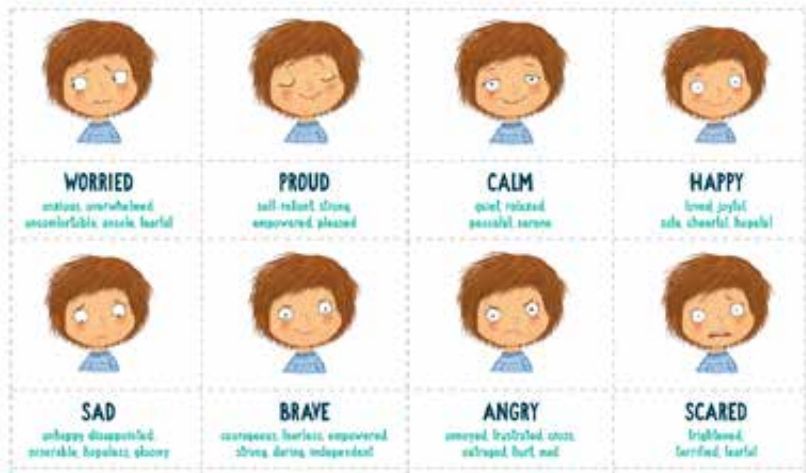 WORRIED
anxious, overwhelmed,
uncomfortable, unsafe, fearful
PROUD
self-reliant, strong,
empowered, pleased
CALM
quiet, relaxed,
peaceful, serene
HAPPY
loved, joyful,
safe, cheerful, hopeful
SAD
unhappy, disappointed,
miserable, hopeless, gloomy
BRAVE
courageous, fearless, empowered,
strong, daring, independent
ANGRY
annoyed, frustrated, cross,
outraged, hurt, mad
SCARED
frightened,
terrified, fearful